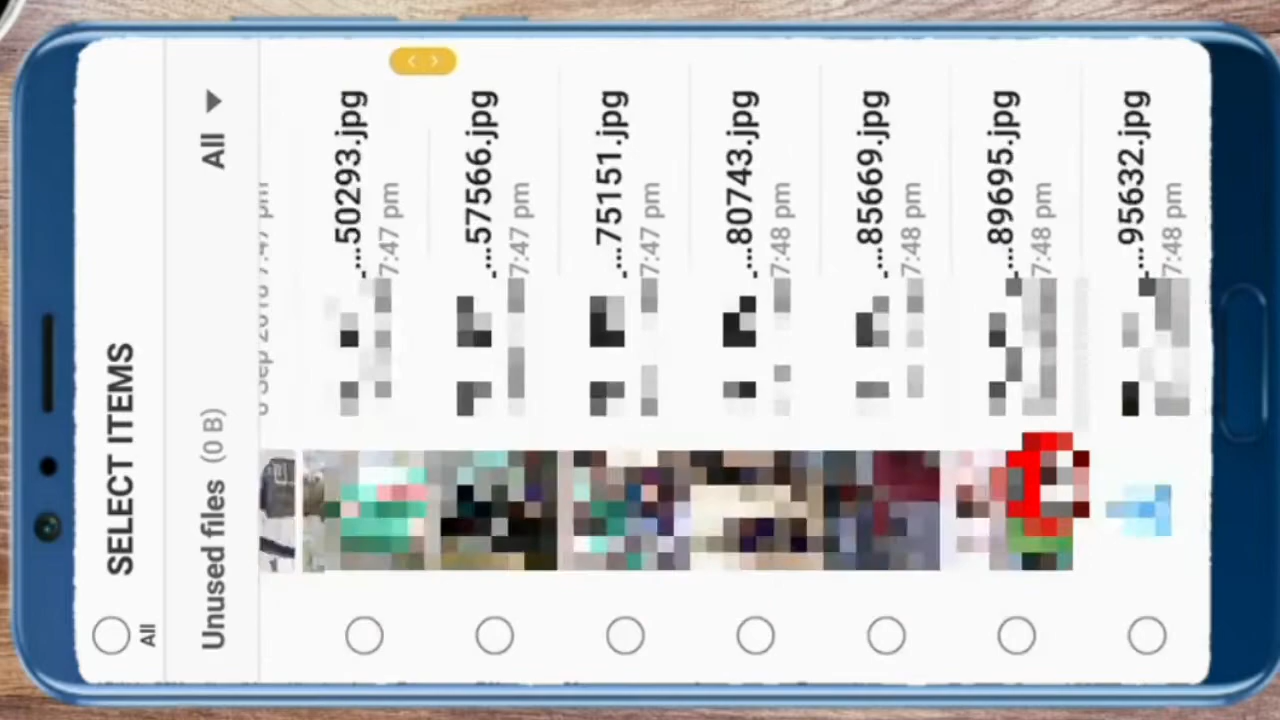 SELECT ITEMS
All
Unused files (0 B)
All
...50293.jpg
7:47 pm
...57566.jpg
7:47 pm
...75151.jpg
7:47 pm
...80743.jpg
7:48 pm
...85669.jpg
7:48 pm
...89695.jpg
7:48 pm
...95632.jpg
7:48 pm